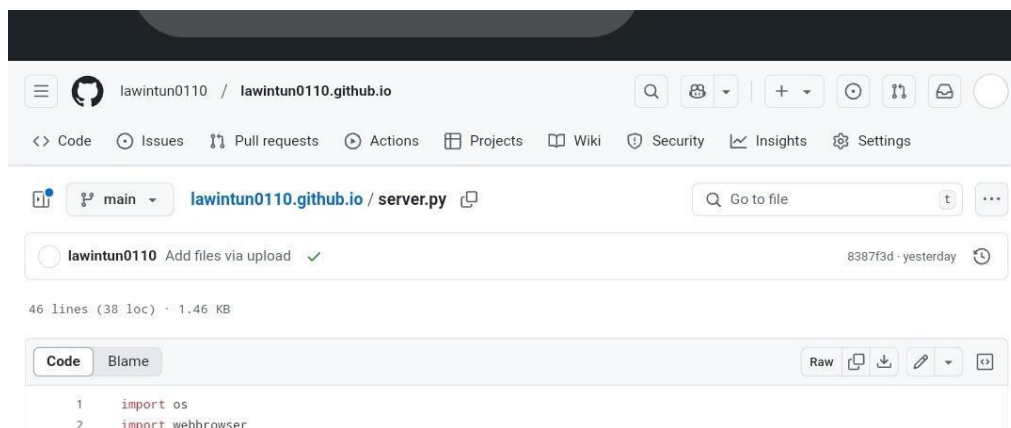 lawintun0110 / lawintun0110.github.io
<> Code Issues Pull requests Actions Projects Wiki Security Insights Settings
main lawintun0110.github.io / server.py Go to file t
lawintun0110 Add files via upload 8387f3d · yesterday
46 lines (38 loc) · 1.46 KB
Code Blame Raw
1 import os
2 import webbrowser